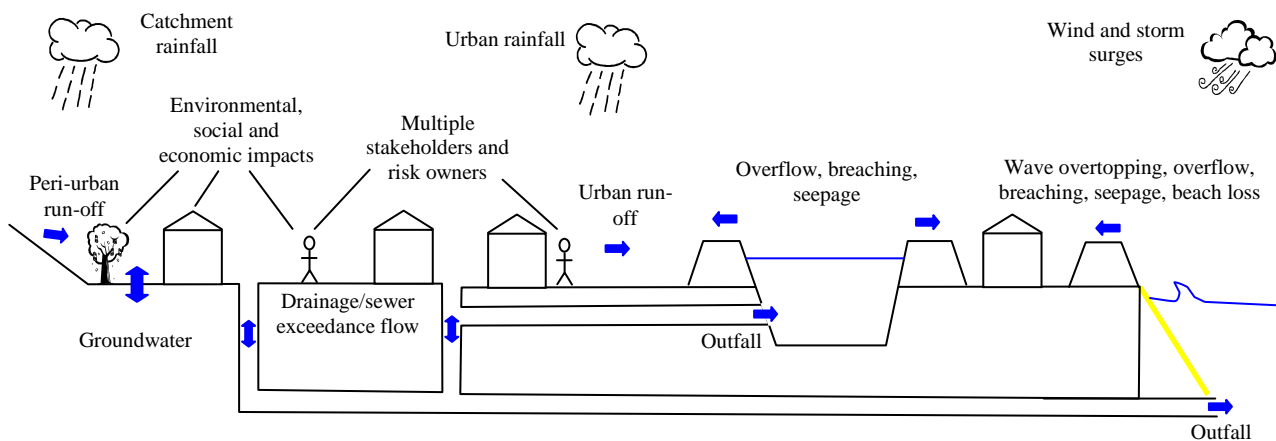 Catchment
rainfall
Urban rainfall
Wind and storm
surges
Environmental,
social and
economic impacts
Multiple
stakeholders and
risk owners
Peri-urban
run-off
Urban run-
off
Overflow, breaching,
seepage
Wave overtopping, overflow,
breaching, seepage, beach loss
Groundwater
Drainage/sewer
exceedance flow
Outfall
Outfall